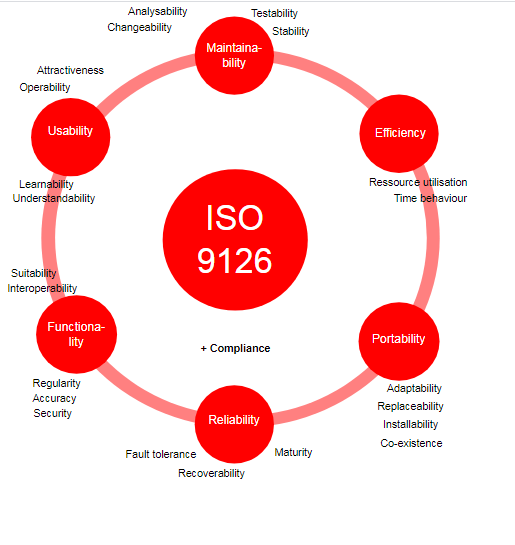 Analysability
Testability
Changeability
Stability
Maintaina-
bility
Attractiveness
Operability
Usability
Efficiency
Learnability
Understandability
Ressource utilisation
Time behaviour
ISO
9126
Suitability
Interoperability
Functiona-
lity
Portability
+ Compliance
Regularity
Accuracy
Security
Adaptability
Replaceability
Installability
Co-existence
Reliability
Fault tolerance
Maturity
Recoverability